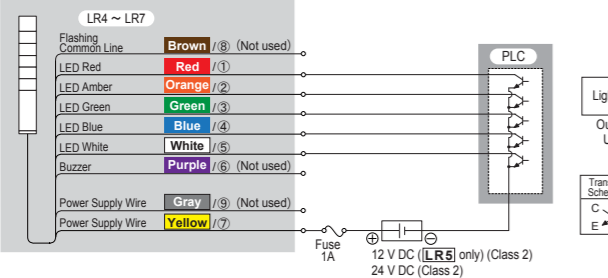 LR4 ~ LR7
Flashing
Common Line Brown /⑧ (Not used)
LED Red Red /①
LED Amber Orange /②
LED Green Green /③
LED Blue Blue /④
LED White White /⑤
Buzzer Purple /⑥ (Not used)
Power Supply Wire Gray /⑨ (Not used)
Power Supply Wire Yellow /⑦
Fuse
1A
⊕ ⊖
12 V DC (LR5 only) (Class 2)
24 V DC (Class 2)
PLC
C
E